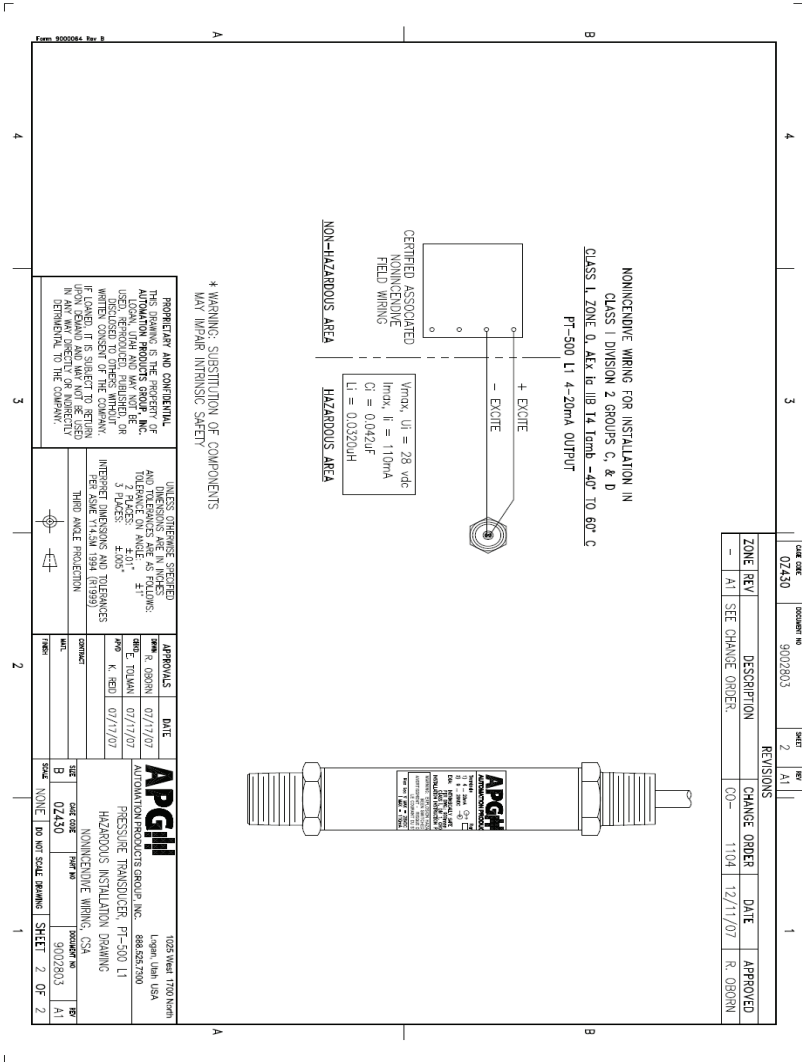 CAGE CODE
0Z430
DOCUMENT NO
9002803
SHEET
2
REV
A1
REVISIONS
ZONE REV DESCRIPTION CHANGE ORDER DATE APPROVED
- A1 SEE CHANGE ORDER. CO- 1104 12/11/07 R. OBORN
4 3 2 1
B
A
NONINCENDIVE WIRING FOR INSTALLATION IN
CLASS I DIVISION 2 GROUPS C, & D
CLASS I, ZONE 0, AEx ia IIB T4 Tamb -40° TO 60° C
PT-500 L1 4-20mA OUTPUT
+ EXCITE
- EXCITE
CERTIFIED ASSOCIATED
NONINCENDIVE
FIELD WIRING
Vmax, Ui = 28 vdc
Imax, Ii = 110mA
Ci = 0.042uF
Li = 0.0320uH
NON-HAZARDOUS AREA
HAZARDOUS AREA
APG
AUTOMATION PRODUC
* WARNING: SUBSTITUTION OF COMPONENTS
MAY IMPAIR INTRINSIC SAFETY
PROPRIETARY AND CONFIDENTIAL
THIS DRAWING IS THE PROPERTY OF
AUTOMATION PRODUCTS GROUP, INC.
LOGAN, UTAH AND MAY NOT BE
USED, REPRODUCED, PUBLISHED, OR
DISCLOSED TO OTHERS WITHOUT
WRITTEN CONSENT OF THE COMPANY.
IF LOANED, IT IS SUBJECT TO RETURN
UPON DEMAND AND MAY NOT BE USED
IN ANY WAY DIRECTLY OR INDIRECTLY
DETRIMENTAL TO THE COMPANY.
UNLESS OTHERWISE SPECIFIED
DIMENSIONS ARE IN INCHES
AND TOLERANCES ARE AS FOLLOWS:
TOLERANCE ON ANGLE: ±1°
2 PLACES: ±.01"
3 PLACES: ±.005"
INTERPRET DIMENSIONS AND TOLERANCES
PER ASME Y14.5M 1994 (R1999)
THIRD ANGLE PROJECTION
APPROVALS DATE
DRWN R. OBORN 07/17/07
CHKD E. TOLMAN 07/17/07
APVD K. REID 07/17/07
CONTRACT
MATL
FINISH
APG
AUTOMATION PRODUCTS GROUP, INC.
1025 West 1700 North
Logan, Utah USA
888.525.7300
PRESSURE TRANSDUCER, PT-500 L1
HAZARDOUS INSTALLATION DRAWING
NONINCENDIVE WIRING, CSA
SIZE
B
CAGE CODE
0Z430
PART NO
DOCUMENT NO
9002803
REV
A1
SCALE NONE DO NOT SCALE DRAWING SHEET 2 OF 2
Form 9000064 Rev B
A
B
4 3 2 1